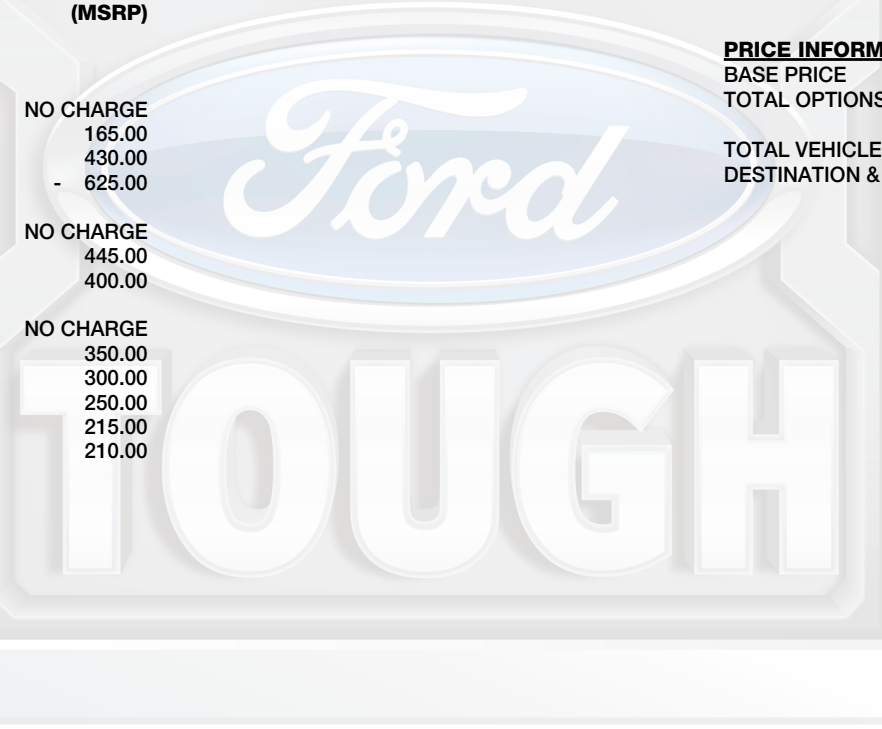 (MSRP)
NO CHARGE
165.00
430.00
- 625.00
NO CHARGE
445.00
400.00
NO CHARGE
350.00
300.00
250.00
215.00
210.00
PRICE INFORM
BASE PRICE
TOTAL OPTIONS
TOTAL VEHICLE
DESTINATION &
Ford
TOUGH